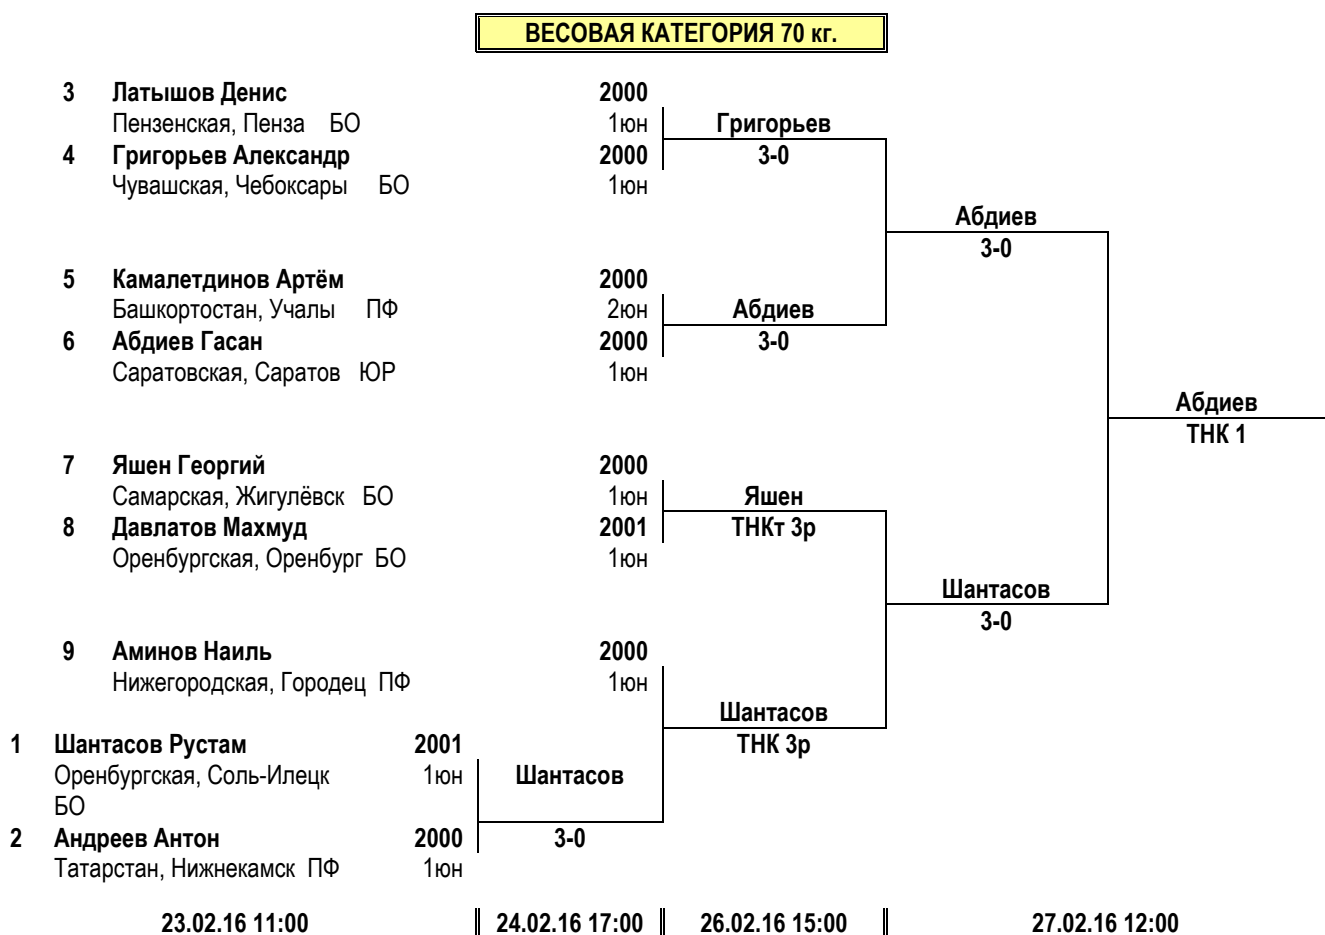 ВЕСОВАЯ КАТЕГОРИЯ 70 кг.
3 Латышов Денис 2000
Пензенская, Пенза БО 1юн Григорьев
4 Григорьев Александр 2000 3-0
Чувашская, Чебоксары БО 1юн
Абдиев
3-0
5 Камалетдинов Артём 2000
Башкортостан, Учалы ПФ 2юн Абдиев
6 Абдиев Гасан 2000 3-0
Саратовская, Саратов ЮР 1юн
Абдиев
ТНК 1
7 Яшен Георгий 2000
Самарская, Жигулёвск БО 1юн Яшен
8 Давлатов Махмуд 2001 ТНКт 3р
Оренбургская, Оренбург БО 1юн
Шантасов
3-0
9 Аминов Наиль 2000
Нижегородская, Городец ПФ 1юн
Шантасов
1 Шантасов Рустам 2001 ТНК 3р
Оренбургская, Соль-Илецк 1юн Шантасов
БО
2 Андреев Антон 2000 3-0
Татарстан, Нижнекамск ПФ 1юн
23.02.16 11:00 24.02.16 17:00 26.02.16 15:00 27.02.16 12:00